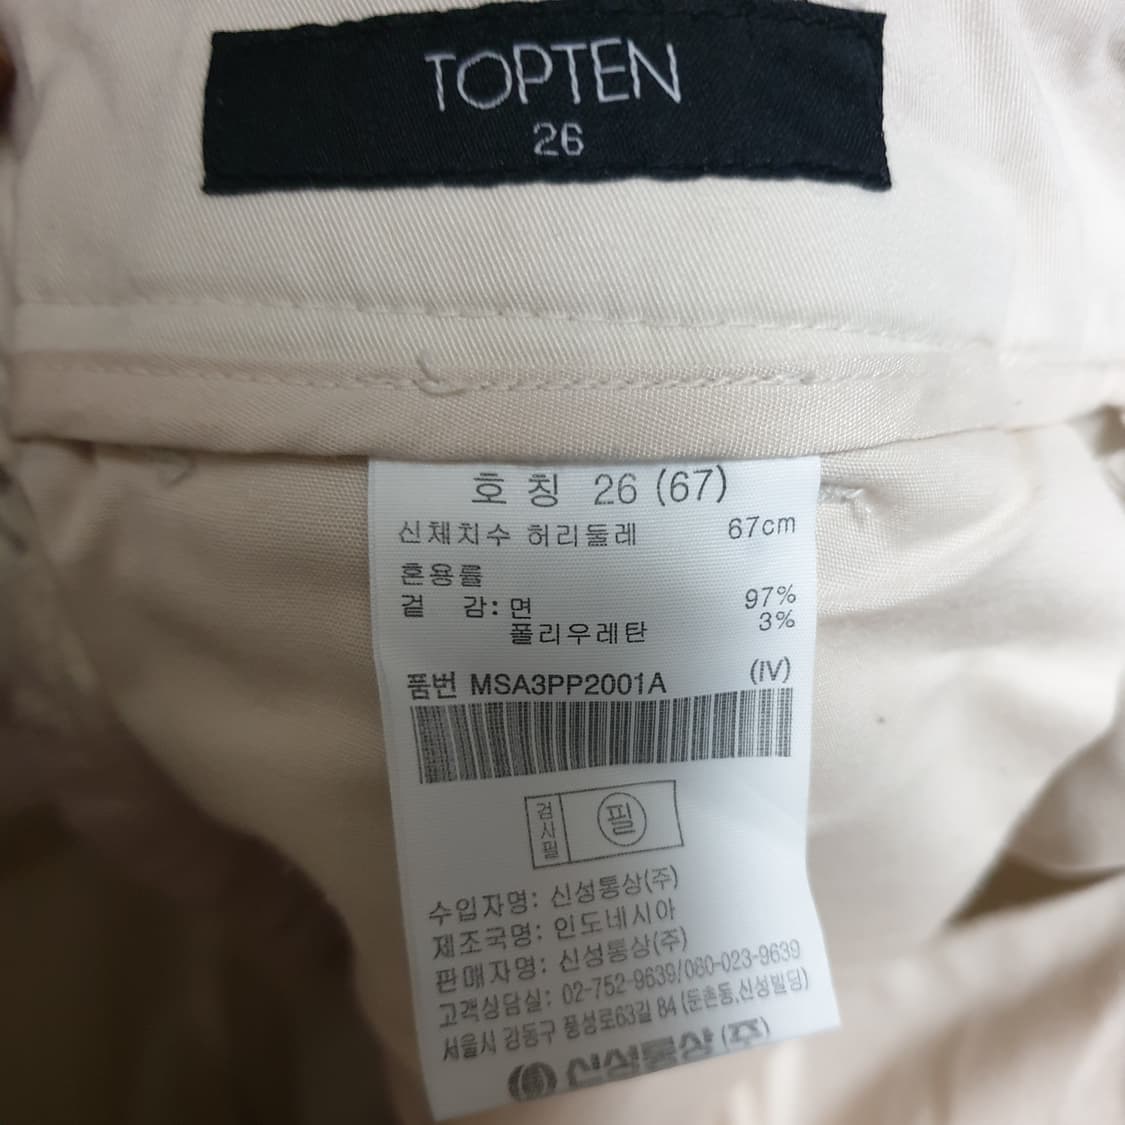 TOPTEN
26
호칭 26 (67)
신체치수 허리둘레 67cm
혼용률
겉 감: 면 97%
폴리우레탄 3%
품번 MSA3PP2001A (IV)
검사필 필
수입자명: 신성통상(주)
제조국명: 인도네시아
판매자명: 신성통상(주)
고객상담실: 02-752-9639/080-023-9639
서울시 강동구 풍성로63길 84 (둔촌동,신성빌딩)
신성통상 (주)